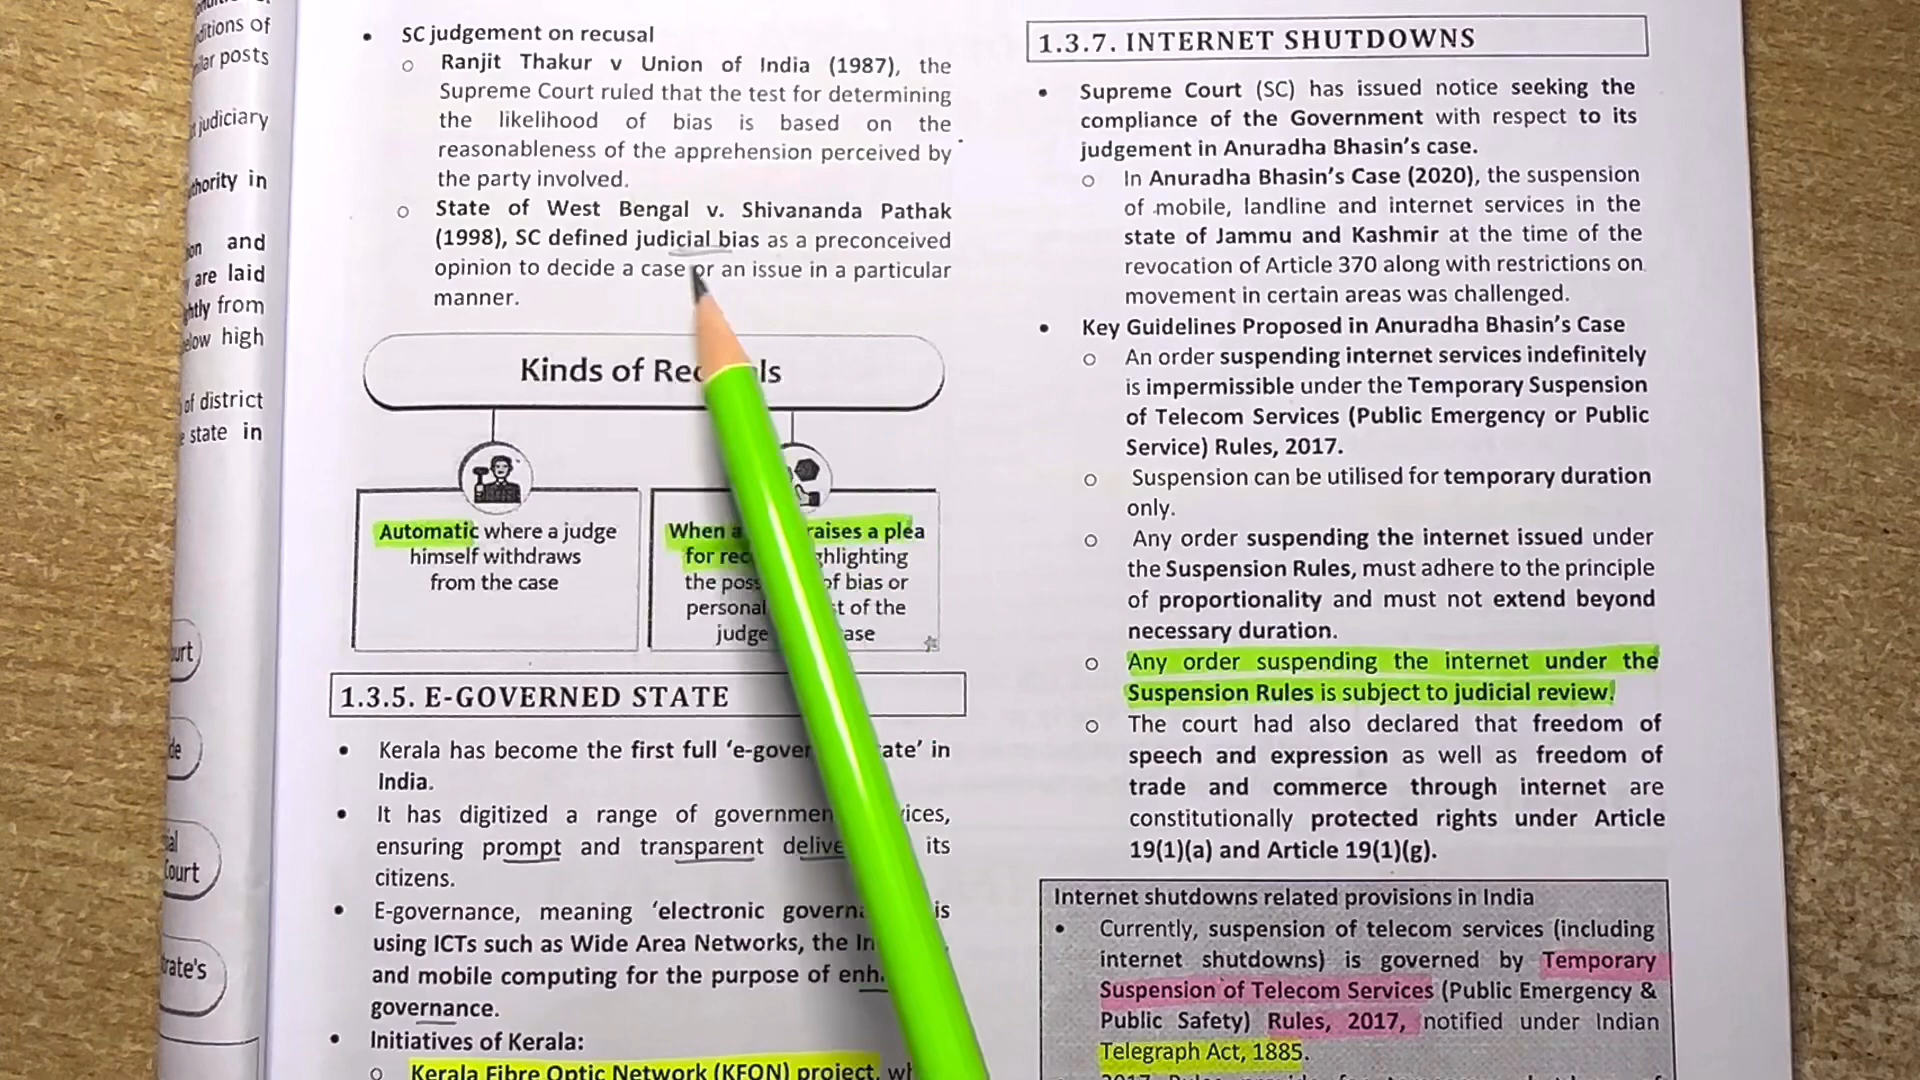 ditions of
lar posts
judiciary
hority in
on and
are laid
htly from
elow high
of district
state in
urt
de
ial
Court
rate's
• SC judgement on recusal
o Ranjit Thakur v Union of India (1987), the
Supreme Court ruled that the test for determining
the likelihood of bias is based on the
reasonableness of the apprehension perceived by
the party involved.
o State of West Bengal v. Shivananda Pathak
(1998), SC defined judicial bias as a preconceived
opinion to decide a case or an issue in a particular
manner.
Kinds of Rec ls
Automatic where a judge
himself withdraws
from the case
When a raises a plea
for rec ghlighting
the poss of bias or
personal t of the
judge ase
1.3.5. E-GOVERNED STATE
• Kerala has become the first full ‘e-gover ate’ in
India.
• It has digitized a range of governmen ices,
ensuring prompt and transparent delive its
citizens.
• E-governance, meaning ‘electronic governa is
using ICTs such as Wide Area Networks, the In
and mobile computing for the purpose of enh
governance.
• Initiatives of Kerala:
o Kerala Fibre Optic Network (KFON) project, wh
1.3.7. INTERNET SHUTDOWNS
• Supreme Court (SC) has issued notice seeking the
compliance of the Government with respect to its
judgement in Anuradha Bhasin’s case.
o In Anuradha Bhasin’s Case (2020), the suspension
of mobile, landline and internet services in the
state of Jammu and Kashmir at the time of the
revocation of Article 370 along with restrictions on
movement in certain areas was challenged.
• Key Guidelines Proposed in Anuradha Bhasin’s Case
o An order suspending internet services indefinitely
is impermissible under the Temporary Suspension
of Telecom Services (Public Emergency or Public
Service) Rules, 2017.
o Suspension can be utilised for temporary duration
only.
o Any order suspending the internet issued under
the Suspension Rules, must adhere to the principle
of proportionality and must not extend beyond
necessary duration.
o Any order suspending the internet under the
Suspension Rules is subject to judicial review.
o The court had also declared that freedom of
speech and expression as well as freedom of
trade and commerce through internet are
constitutionally protected rights under Article
19(1)(a) and Article 19(1)(g).
Internet shutdowns related provisions in India
• Currently, suspension of telecom services (including
internet shutdowns) is governed by Temporary
Suspension of Telecom Services (Public Emergency &
Public Safety) Rules, 2017, notified under Indian
Telegraph Act, 1885.